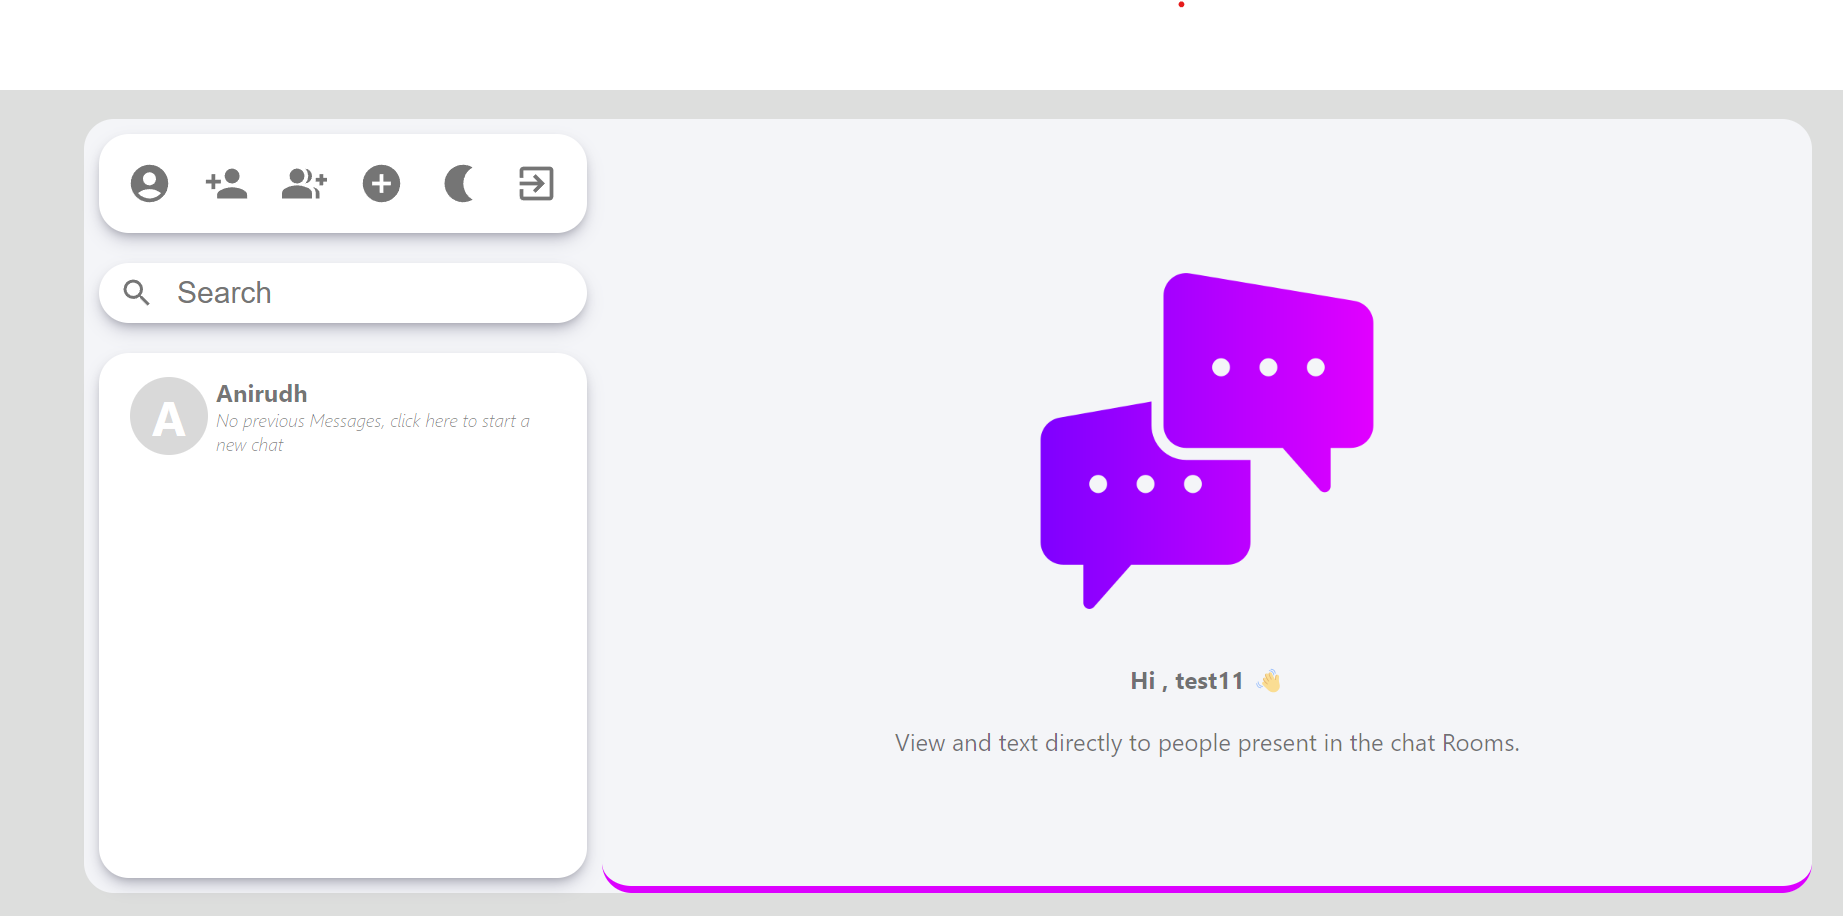 Search
A
Anirudh
No previous Messages, click here to start a
new chat
Hi , test11 👋
View and text directly to people present in the chat Rooms.